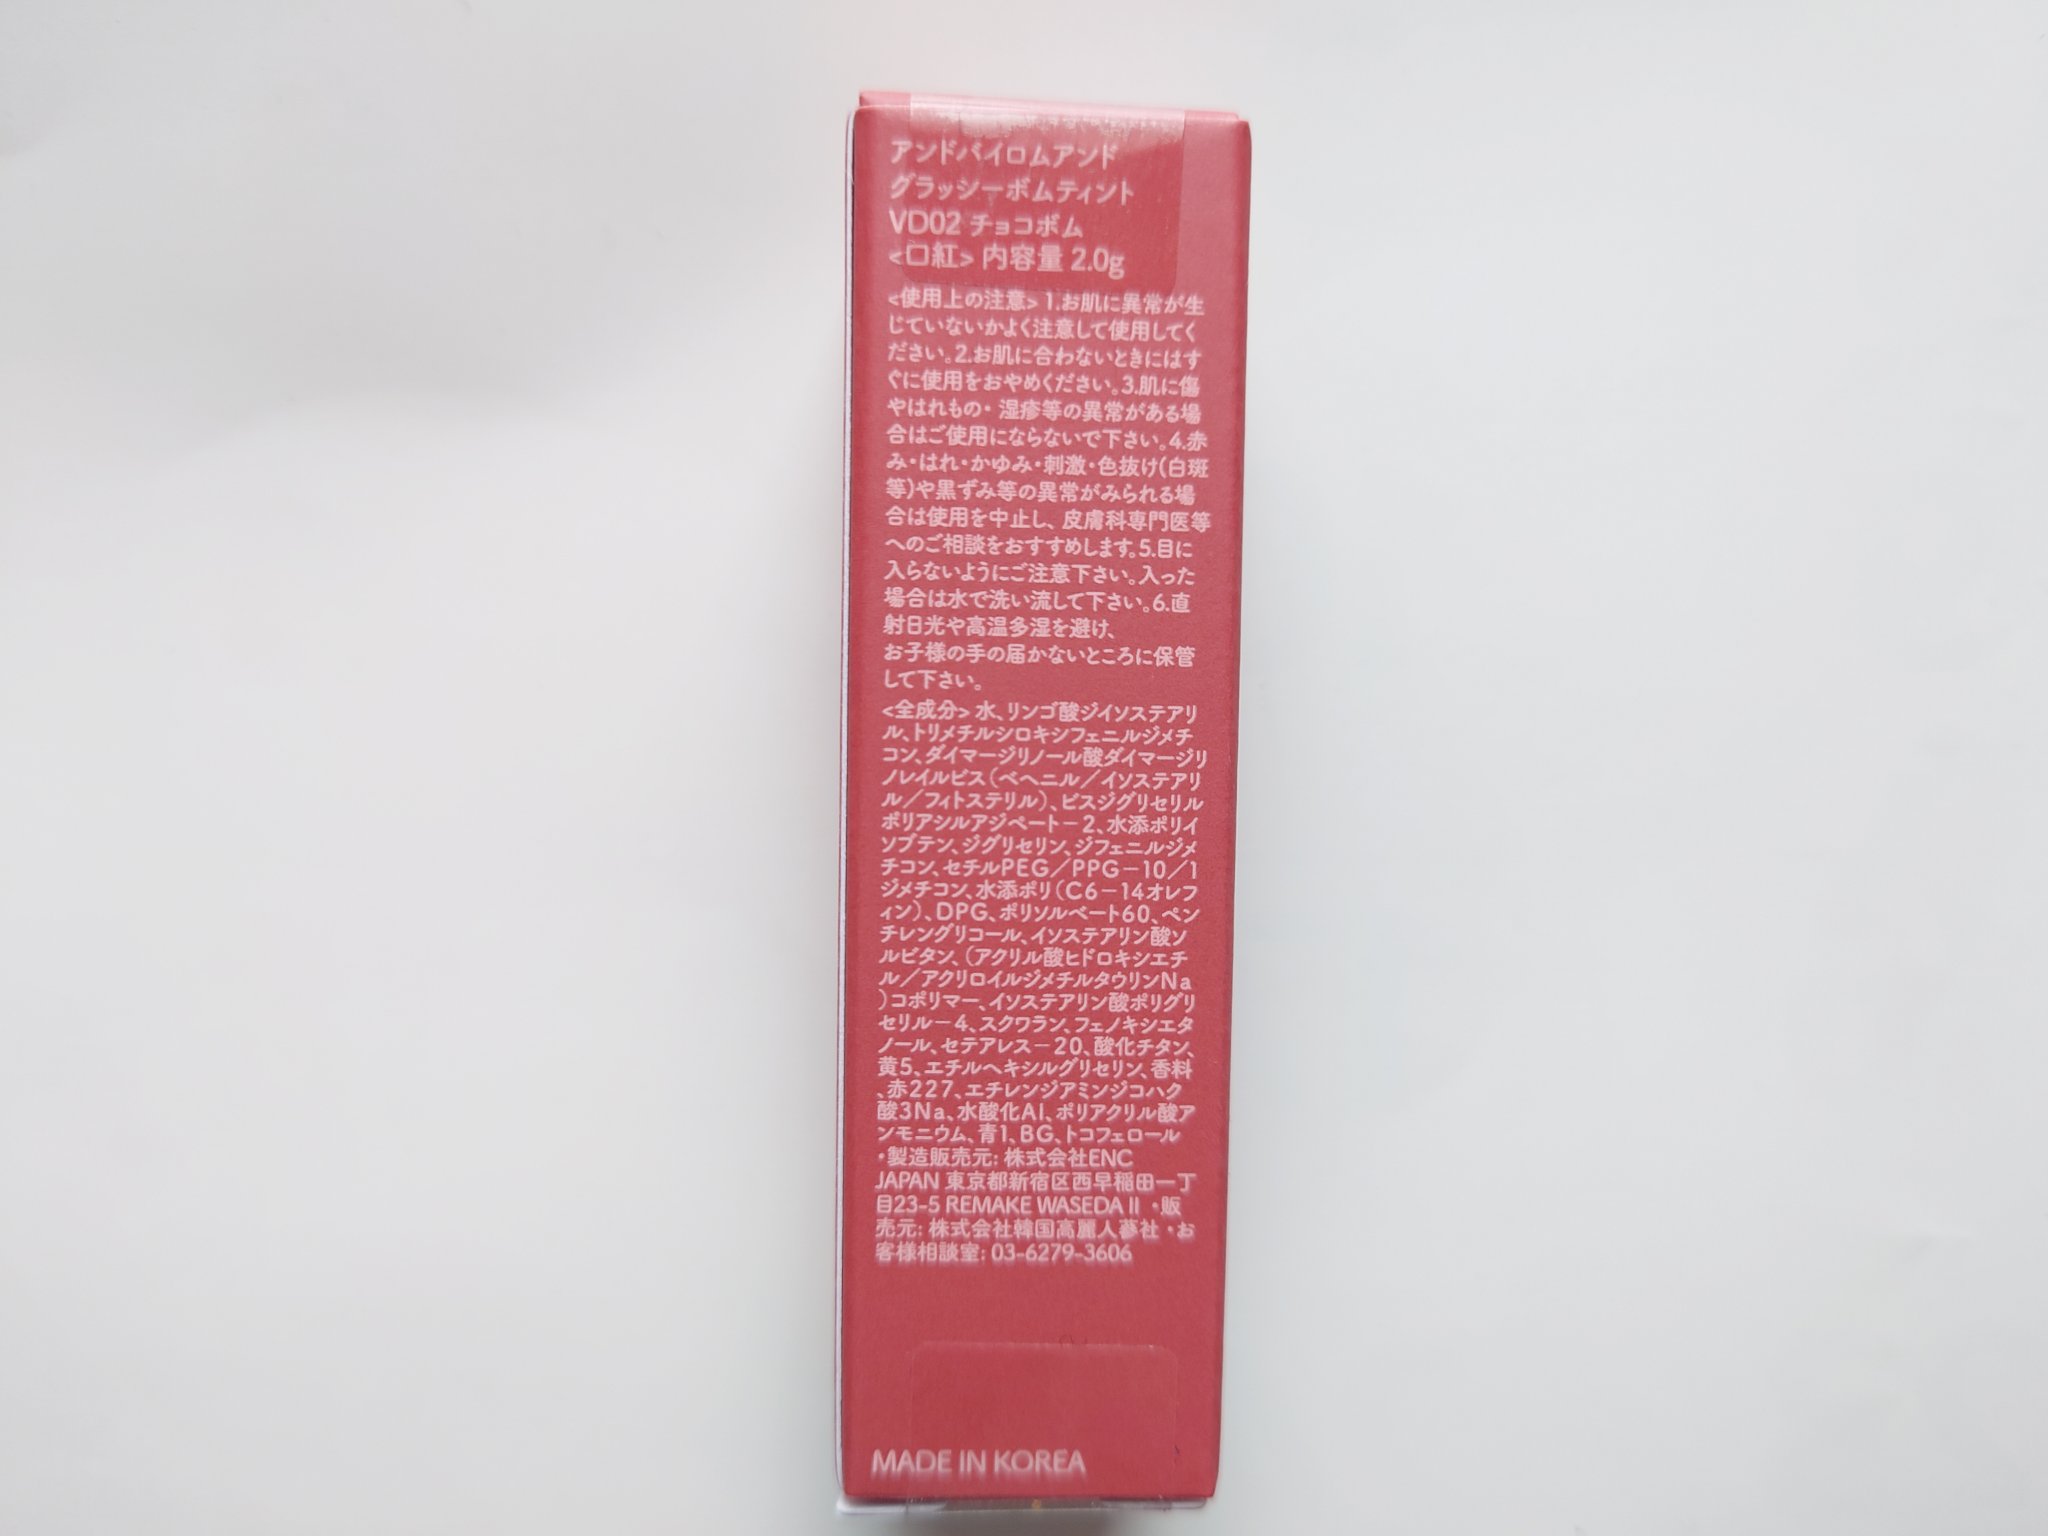 アンドバイロムアンド
グラッシーボムティント
VD02 チョコボム
<口紅> 内容量 2.0g
<使用上の注意> 1.お肌に異常が生
じていないかよく注意して使用してく
ださい。2.お肌に合わないときにはす
ぐに使用をおやめください。3.肌に傷
やはれもの・ 湿疹等の異常がある場
合はご使用にならないで下さい。4.赤
み・はれ・かゆみ・刺激・色抜け(白斑
等)や黒ずみ等の異常がみられる場
合は使用を中止し、皮膚科専門医等
へのご相談をおすすめします。5.目に
入らないようにご注意下さい。入った
場合は水で洗い流して下さい。6.直
射日光や高温多湿を避け、
お子様の手の届かないところに保管
して下さい。
<全成分> 水、リンゴ酸ジイソステアリ
ル、トリメチルシロキシフェニルジメチ
コン、ダイマージリノール酸ダイマージリ
ノレイルビス(ベヘニル／イソステアリ
ル／フィトステリル)、ビスジグリセリル
ポリアシルアジペート－2、水添ポリイ
ソブテン、ジグリセリン、ジフェニルジメ
チコン、セチルPEG／PPG－10／1
ジメチコン、水添ポリ(C6－14オレフ
ィン)、DPG、ポリソルベート60、ペン
チレングリコール、イソステアリン酸ソ
ルビタン、(アクリル酸ヒドロキシエチ
ル／アクリロイルジメチルタウリンNa
)コポリマー、イソステアリン酸ポリグリ
セリル－4、スクワラン、フェノキシエタ
ノール、セテアレス－20、酸化チタン、
黄5、エチルヘキシルグリセリン、香料
、赤227、エチレンジアミンジコハク
酸3Na、水酸化Al、ポリアクリル酸ア
ンモニウム、青1、BG、トコフェロール
・製造販売元: 株式会社ENC
JAPAN 東京都新宿区西早稲田一丁
目23-5 REMAKE WASEDA II ・販
売元: 株式会社韓国高麗人蔘社 ・お
客様相談室: 03-6279-3606
MADE IN KOREA